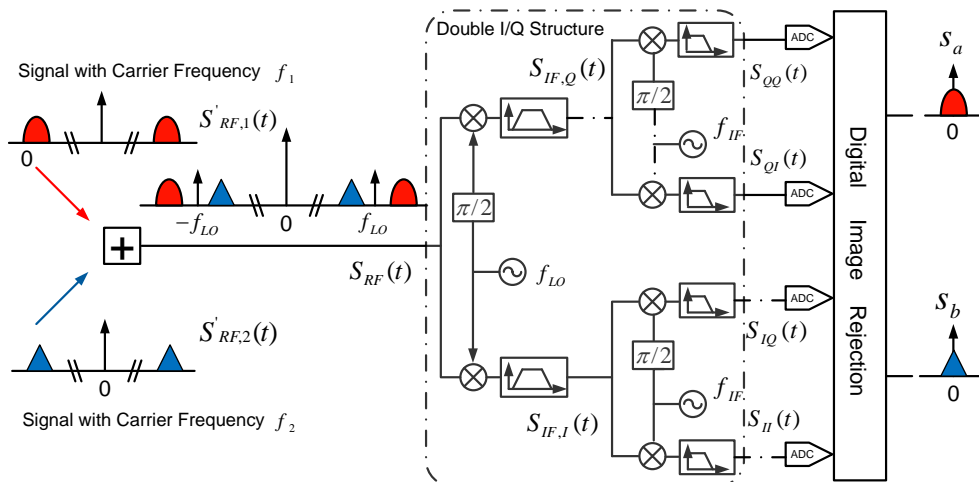 Double I/Q Structure
Signal with Carrier Frequency f₁
S'RF,1(t)
0
−fLO
0
fLO
+
SRF(t)
Signal with Carrier Frequency f₂
S'RF,2(t)
0
π/2
fLO
SIF,Q(t)
SIF,I(t)
π/2
fIF
π/2
fIF
SQQ(t)
SQI(t)
SIQ(t)
SII(t)
ADC
ADC
ADC
ADC
Digital Image Rejection
Sa
0
Sb
0